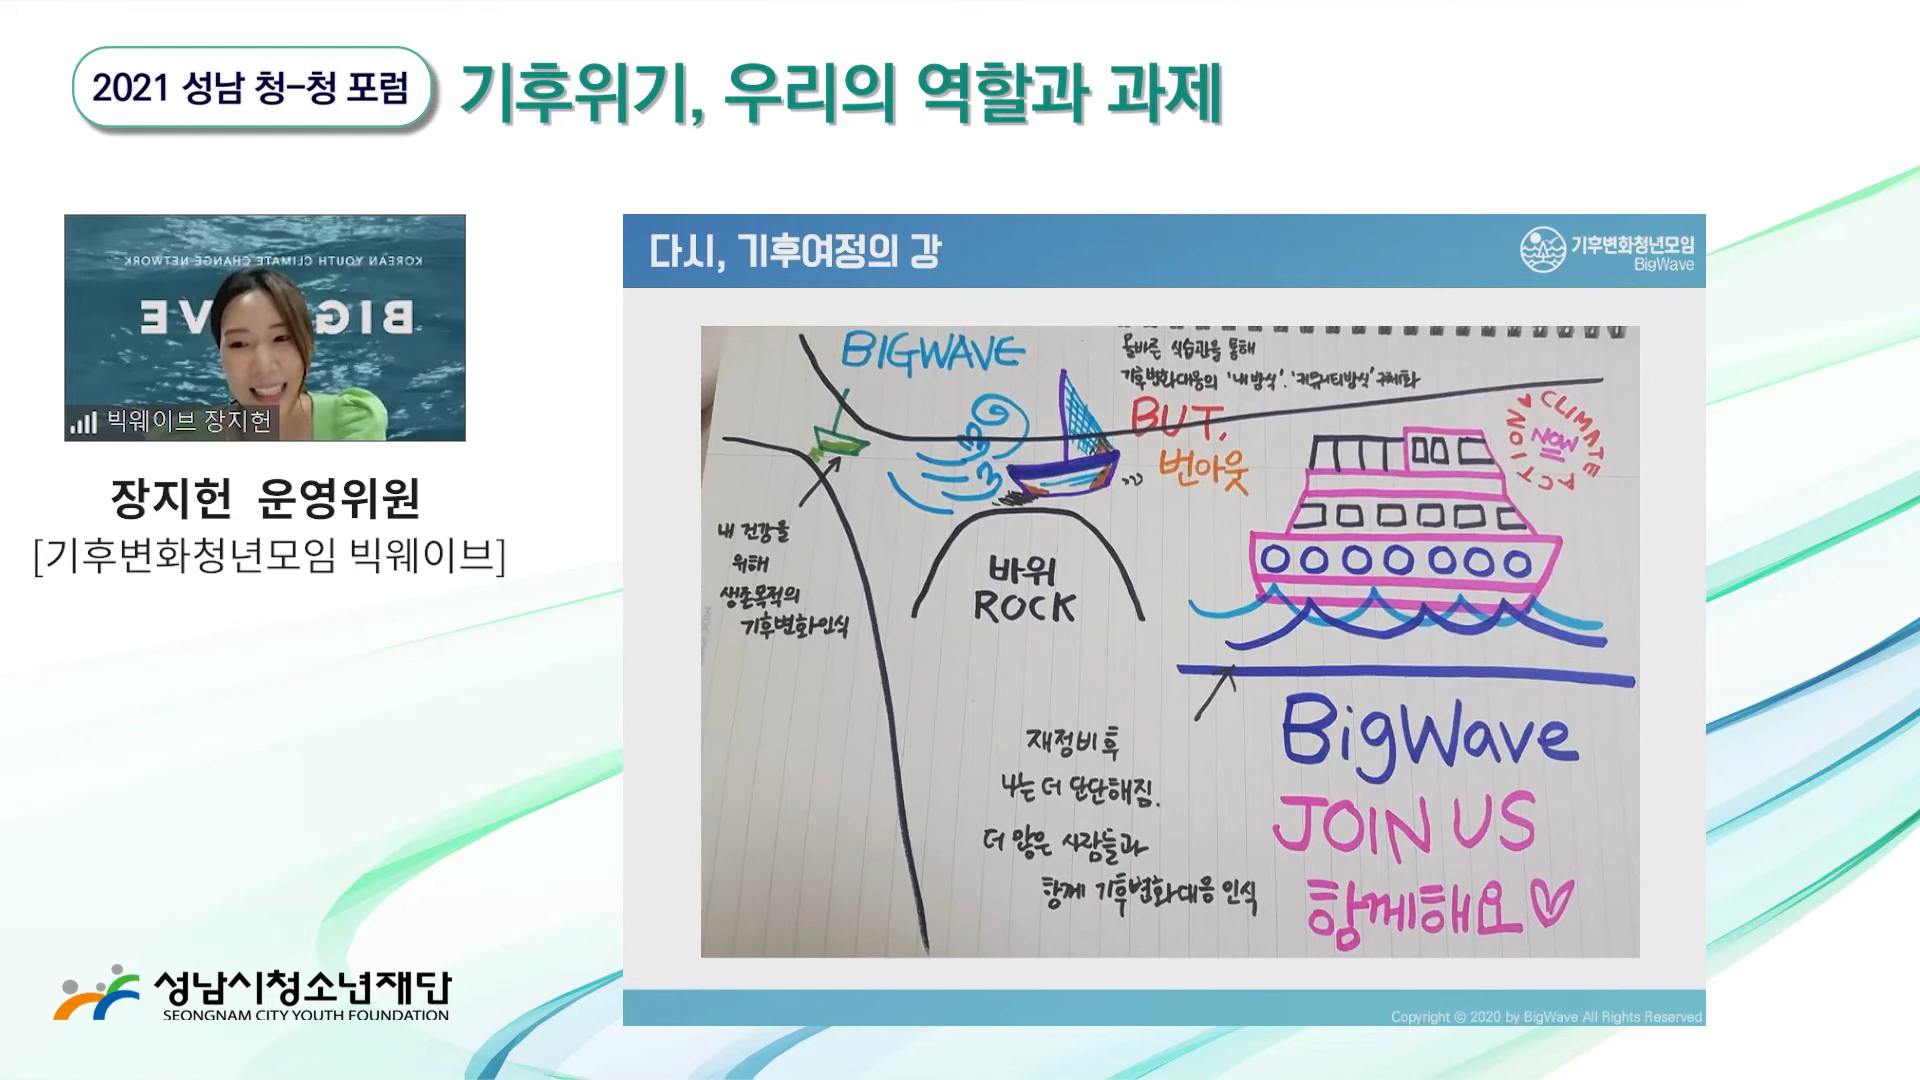 2021 성남 청-청 포럼
기후위기, 우리의 역할과 과제
KOREAN YOUTH CLIMATE CHANGE NETWORK
BIG VE
빅웨이브 장지헌
장지헌 운영위원
[기후변화청년모임 빅웨이브]
성남시청소년재단
SEONGNAM CITY YOUTH FOUNDATION
다시, 기후여정의 강
기후변화청년모임
BigWave
BIGWAVE
올바른 식습관을 통해
기후변화대응의 '내 방식', '커뮤니티방식' 구체화
BUT,
번아웃
CLIMATE
ACTION
NOW
내 건강을
위해
생존목적의
기후변화인식
바위
ROCK
재정비 후
나는 더 단단해짐.
더 많은 사람들과
함께 기후변화대응 인식
BigWave
JOIN US
함께해요
Copyright © 2020 by BigWave All Rights Reserved